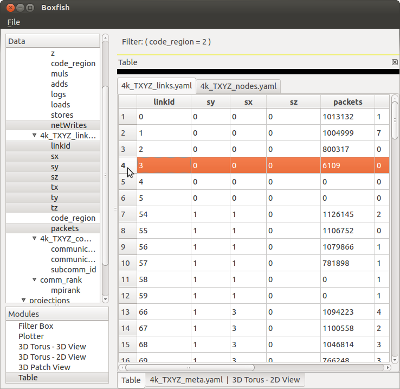 Boxfish
File
Data
z
code_region
muls
adds
logs
loads
stores
netWrites
4k_TXYZ_link...
linkid
sx
sy
sz
tx
ty
tz
code_region
packets
4k_TXYZ_co...
communic...
communic...
subcomm_id
comm_rank
mpirank
projections
Modules
Filter Box
Plotter
3D Torus - 3D View
3D Torus - 2D View
3D Patch View
Table
Filter: ( code_region = 2 )
Table
4k_TXYZ_links.yaml 4k_TXYZ_nodes.yaml
linkid sy sx sz packets
1 0 0 0 0 1013132 1
2 1 0 0 0 1004999 7
3 2 0 0 0 800317 0
4 3 0 0 0 6109 0
5 4 0 0 0 0 0
6 5 0 0 0 0 0
7 54 1 1 0 1126145 2
8 55 1 1 0 1106752 0
9 56 1 1 0 1079866 1
10 57 1 1 0 781898 1
11 58 1 1 0 0 1
12 59 1 1 0 0 1
13 66 1 3 0 1094223 4
14 67 1 3 0 1100558 2
15 68 1 3 0 1046814 3
16 69 1 3 0 766248 3
Table 4k_TXYZ_meta.yaml | 3D Torus - 2D View